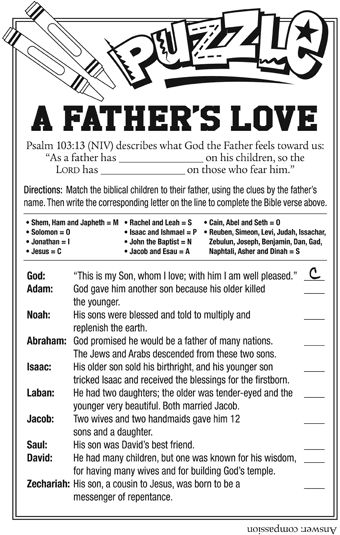 PUZZLE
A FATHER'S LOVE
Psalm 103:13 (NIV) describes what God the Father feels toward us:
"As a father has ______________ on his children, so the
LORD has ______________ on those who fear him."
Directions: Match the biblical children to their father, using the clues by the father's
name. Then write the corresponding letter on the line to complete the Bible verse above.
• Shem, Ham and Japheth = M • Rachel and Leah = S • Cain, Abel and Seth = O
• Solomon = O • Isaac and Ishmael = P • Reuben, Simeon, Levi, Judah, Issachar,
• Jonathan = I • John the Baptist = N Zebulun, Joseph, Benjamin, Dan, Gad,
• Jesus = C • Jacob and Esau = A Naphtali, Asher and Dinah = S
God: "This is my Son, whom I love; with him I am well pleased." C
Adam: God gave him another son because his older killed ____
the younger.
Noah: His sons were blessed and told to multiply and ____
replenish the earth.
Abraham: God promised he would be a father of many nations. ____
The Jews and Arabs descended from these two sons.
Isaac: His older son sold his birthright, and his younger son ____
tricked Isaac and received the blessings for the firstborn.
Laban: He had two daughters; the older was tender-eyed and the ____
younger very beautiful. Both married Jacob.
Jacob: Two wives and two handmaids gave him 12 ____
sons and a daughter.
Saul: His son was David's best friend. ____
David: He had many children, but one was known for his wisdom, ____
for having many wives and for building God's temple.
Zechariah: His son, a cousin to Jesus, was born to be a ____
messenger of repentance.
Answer: compassion